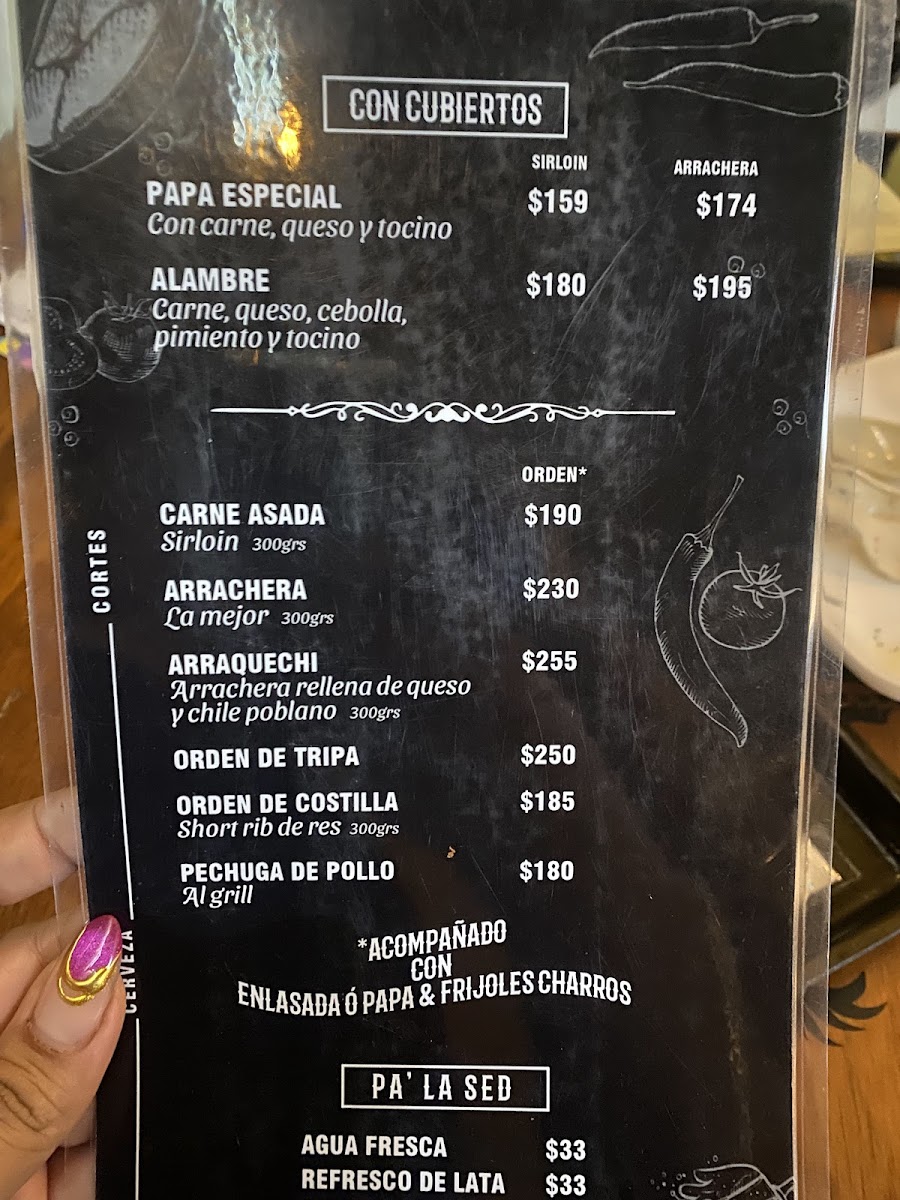 CON CUBIERTOS
SIRLOIN ARRACHERA
PAPA ESPECIAL $159 $174
Con carne, queso y tocino
ALAMBRE $180 $195
Carne, queso, cebolla,
pimiento y tocino
ORDEN*
CORTES
CARNE ASADA $190
Sirloin 300grs
ARRACHERA $230
La mejor 300grs
ARRAQUECHI $255
Arrachera rellena de queso
y chile poblano 300grs
ORDEN DE TRIPA $250
ORDEN DE COSTILLA $185
Short rib de res 300grs
PECHUGA DE POLLO $180
Al grill
*ACOMPAÑADO
CON
ENLASADA Ó PAPA & FRIJOLES CHARROS
CERVEZA
PA' LA SED
AGUA FRESCA $33
REFRESCO DE LATA $33